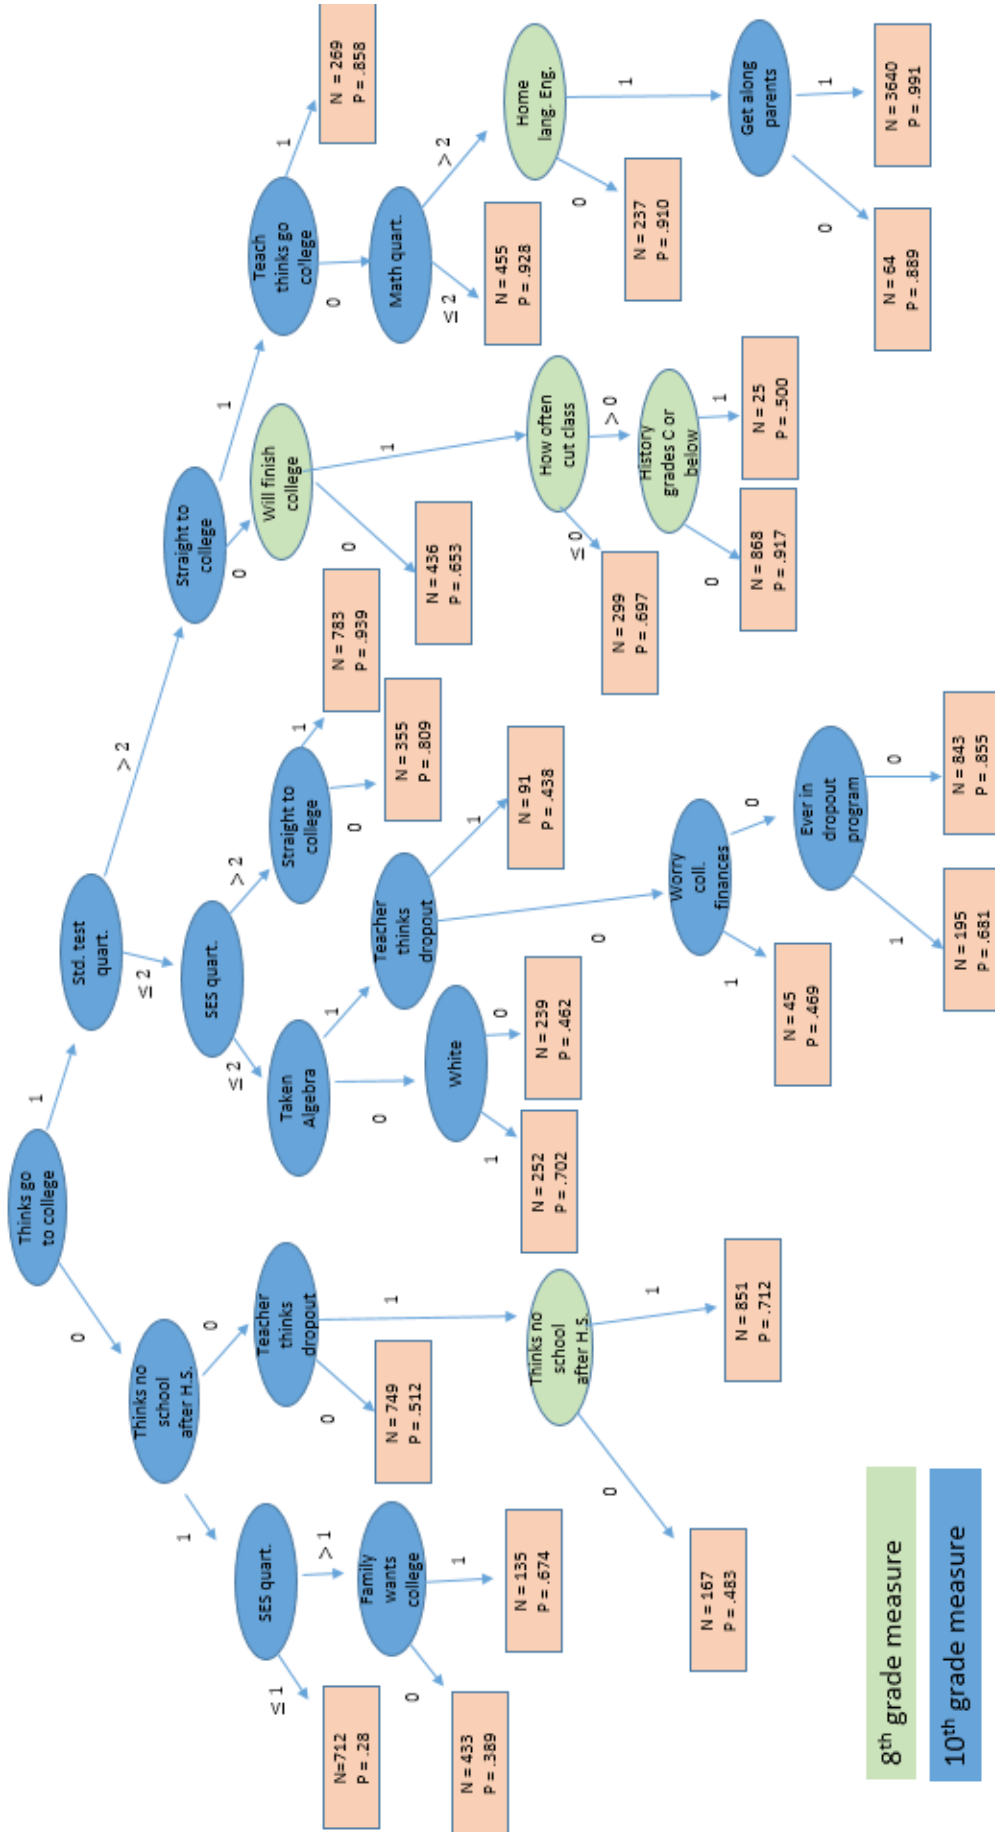 Thinks go
to college
0
1
Thinks no
school
after H.S.
Std. test
quart.
1
0
≤ 2
> 2
SES quart.
Teacher
thinks
dropout
SES quart.
Straight to
college
≤ 1
> 1
0
1
≤ 2
> 2
0
1
N=712
P = .28
Family
wants
college
N = 749
P = .512
Taken
Algebra
Straight to
college
Will finish
college
Teach
thinks go
co'lege
0
1
0
1
0
1
0
1
0
1
N = 433
P = .389
N = 135
P = .674
Thinks no
school
after H.S.
White
Teacher
thinks
dropout
N = 355
P = .809
N = 783
P = .939
N = 436
P = .653
How often
cut class
Math quart.
N = 269
P = .858
0
1
1
0
0
1
≤ 0
> 0
≤ 2
> 2
N = 167
P = .483
N = 851
P = .712
N = 252
P = .702
N = 239
P = .462
Worry
coll.
finances
N = 91
P = .438
N = 299
P = .697
History
grades C or
below
N = 455
P = .928
Home
lang. Eng.
1
0
0
1
0
1
N = 45
P = .469
Ever in
dropout
program
N = 868
P = .917
N = 25
P = .500
N = 237
P = .910
Get along
parents
1
0
0
1
N = 195
P = .681
N = 843
P = .855
N = 64
P = .889
N = 3640
P = .991
8th grade measure
10th grade measure